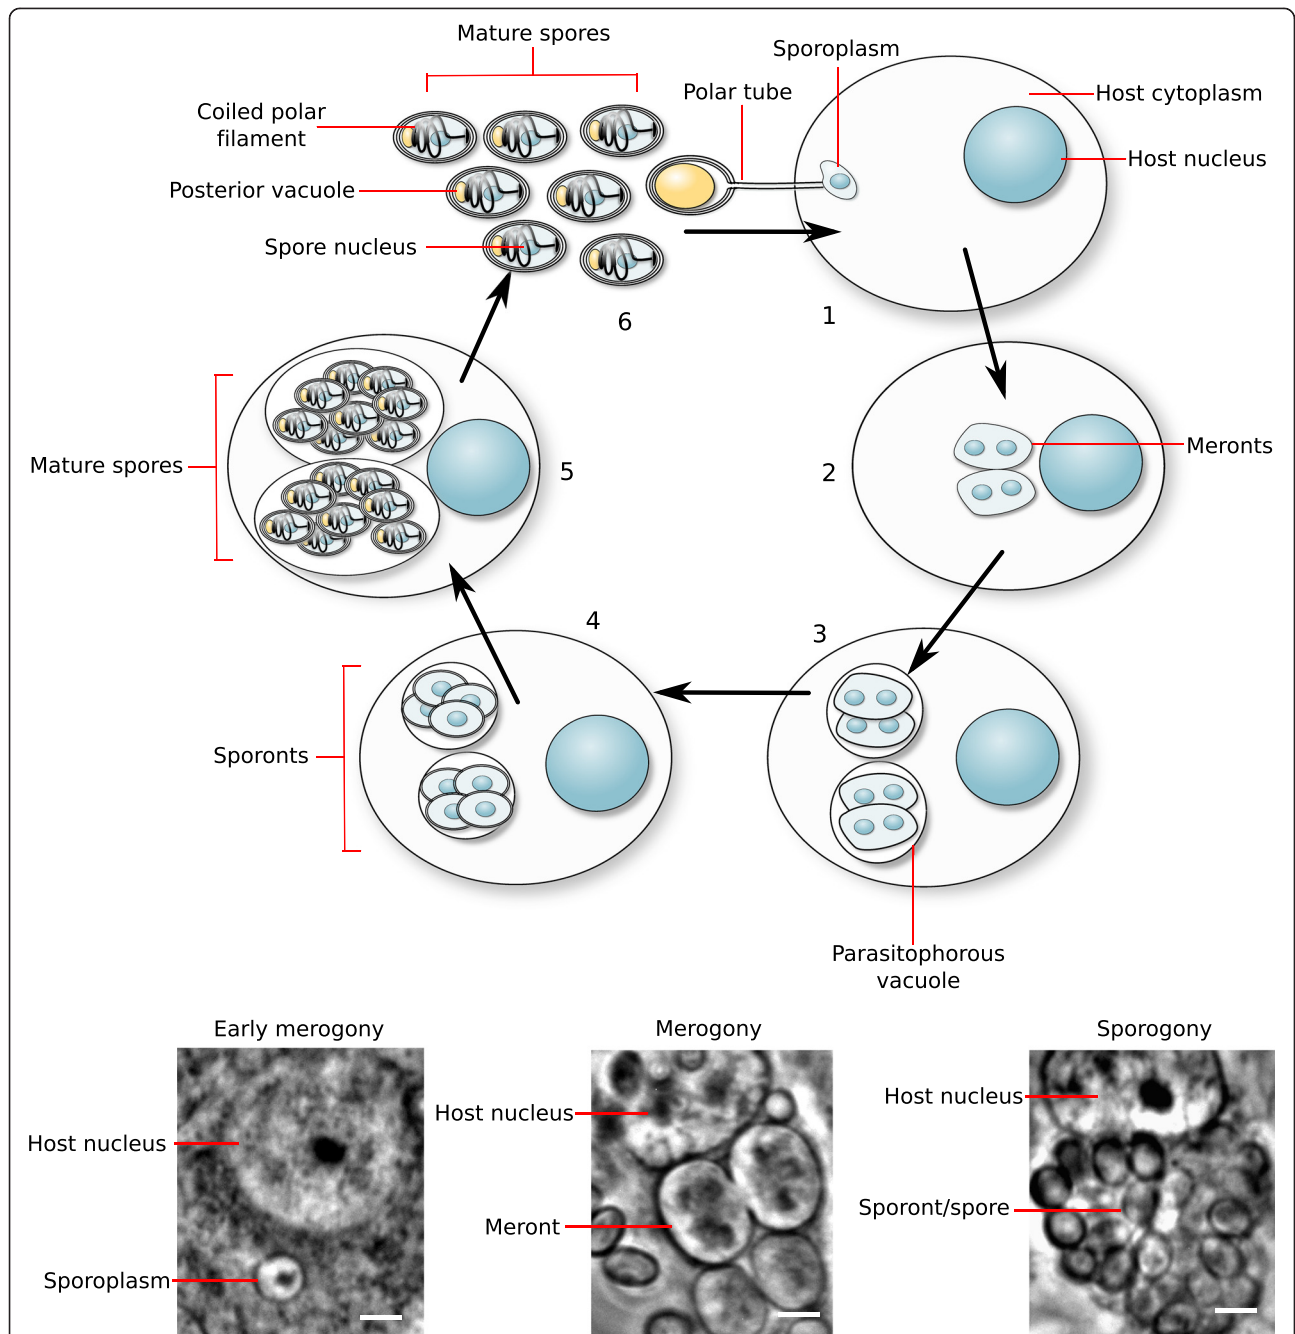 Mature spores
Sporoplasm
Polar tube
Host cytoplasm
Coiled polar
filament
Host nucleus
Posterior vacuole
Spore nucleus
6
1
Mature spores
5
2
Meronts
4
3
Sporonts
Parasitophorous
vacuole
Early merogony
Merogony
Sporogony
Host nucleus
Sporoplasm
Host nucleus
Meront
Host nucleus
Sporont/spore